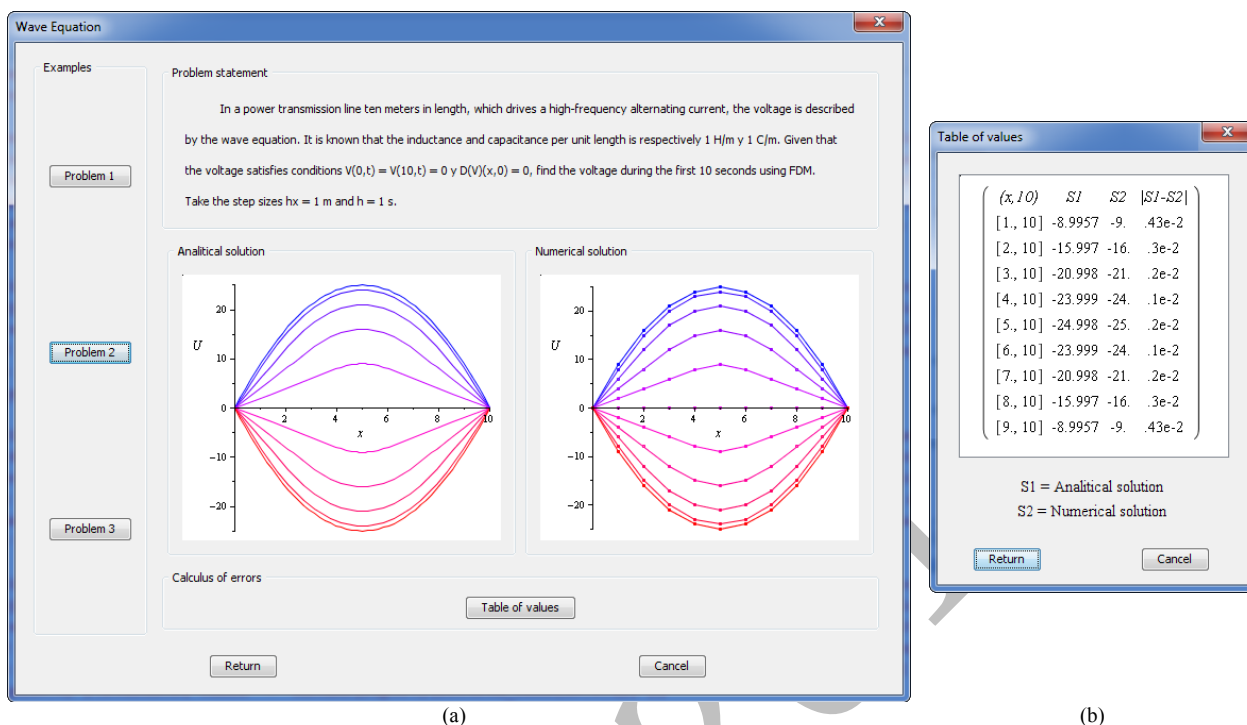 Wave Equation
Examples
Problem 1
Problem 2
Problem 3
Problem statement
In a power transmission line ten meters in length, which drives a high-frequency alternating current, the voltage is described
by the wave equation. It is known that the inductance and capacitance per unit length is respectively 1 H/m y 1 C/m. Given that
the voltage satisfies conditions V(0,t) = V(10,t) = 0 y D(V)(x,0) = 0, find the voltage during the first 10 seconds using FDM.
Take the step sizes hx = 1 m and h = 1 s.
Analitical solution
20
U
10
0
2 4 6 8 10
x
−10
−20
Numerical solution
20
U
10
0
2 4 6 8 10
x
−10
−20
Calculus of errors
Table of values
Return Cancel
(a)
Table of values
(x, 10) S1 S2 |S1-S2|
[1., 10] -8.9957 -9. .43e-2
[2., 10] -15.997 -16. .3e-2
[3., 10] -20.998 -21. .2e-2
[4., 10] -23.999 -24. .1e-2
[5., 10] -24.998 -25. .2e-2
[6., 10] -23.999 -24. .1e-2
[7., 10] -20.998 -21. .2e-2
[8., 10] -15.997 -16. .3e-2
[9., 10] -8.9957 -9. .43e-2
S1 = Analitical solution
S2 = Numerical solution
Return Cancel
(b)